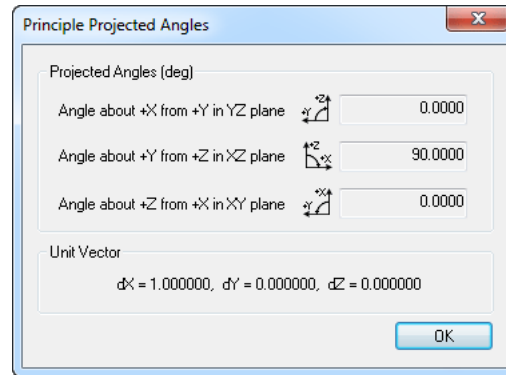 Principle Projected Angles
Projected Angles (deg)
Angle about +X from +Y in YZ plane +Z +Y 0.0000
Angle about +Y from +Z in XZ plane +Z +X 90.0000
Angle about +Z from +X in XY plane +X +Y 0.0000
Unit Vector
dX = 1.000000, dY = 0.000000, dZ = 0.000000
OK